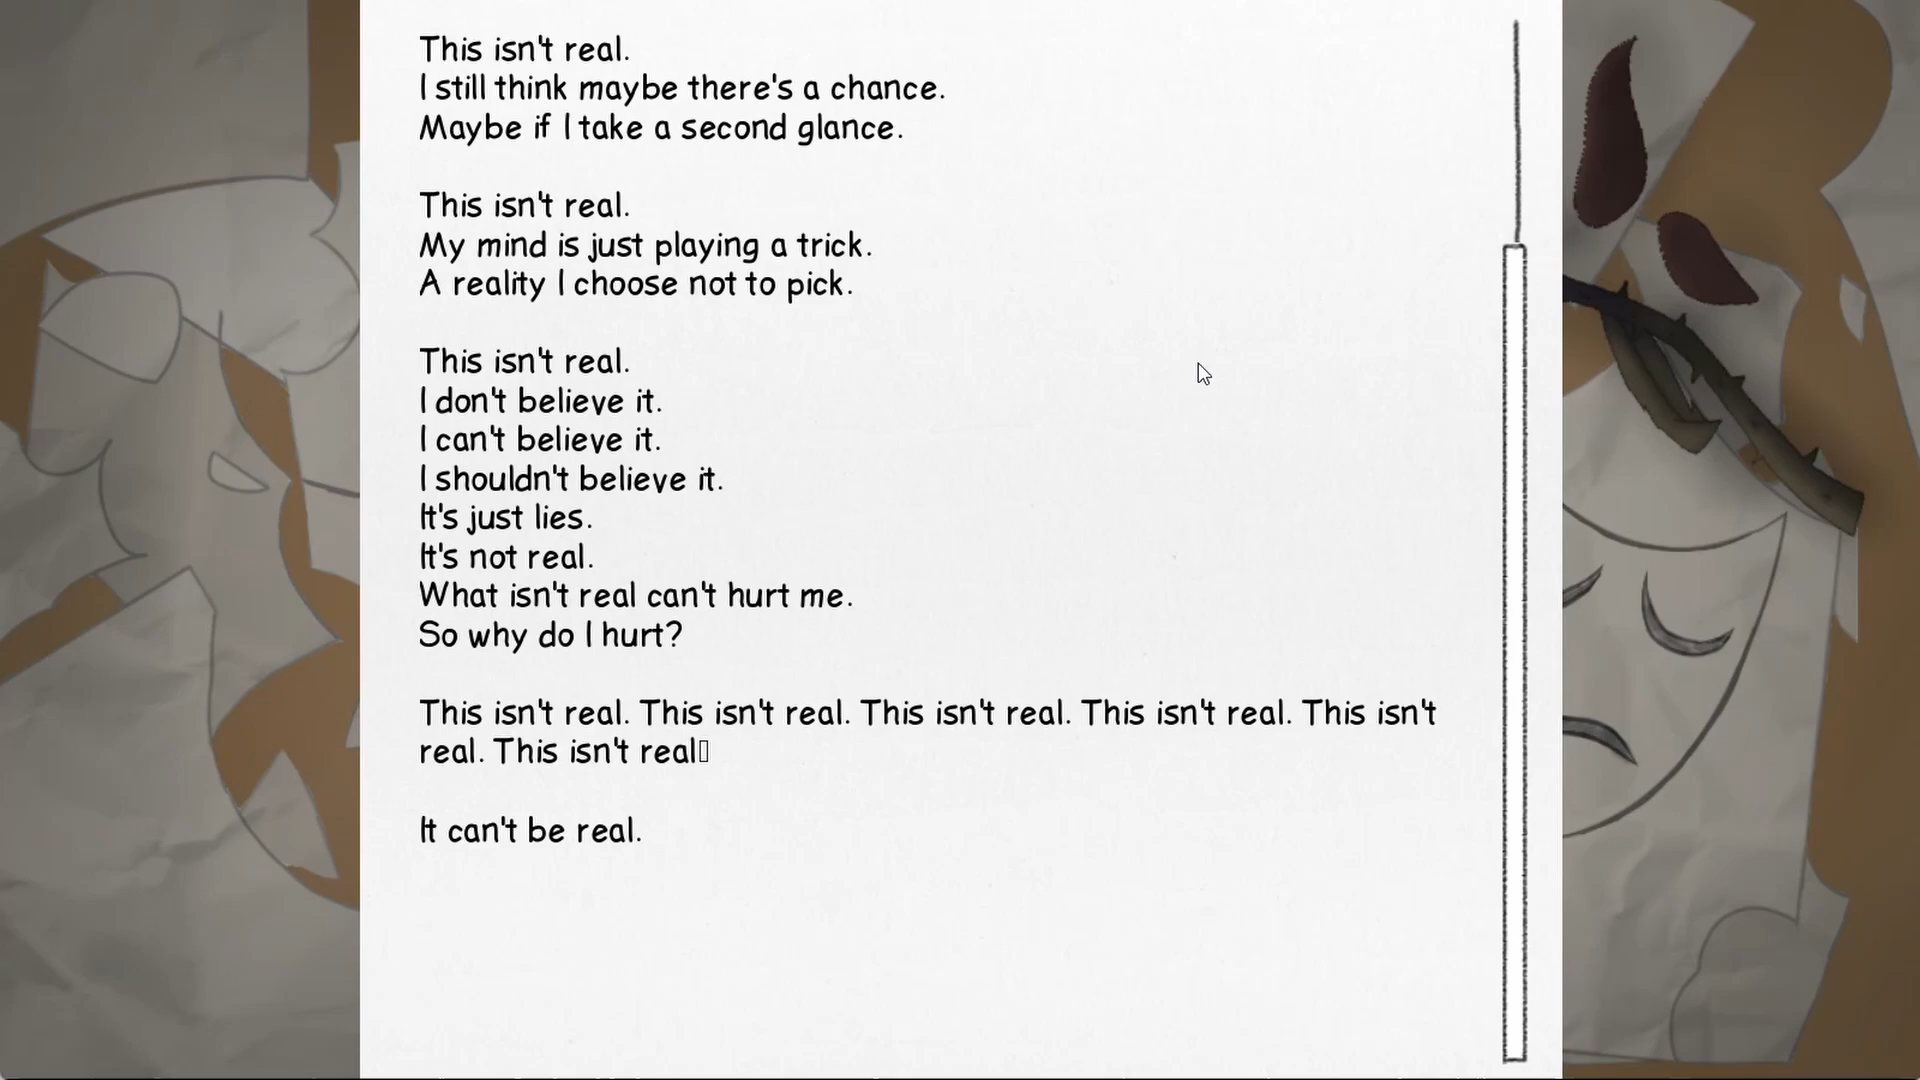 This isn't real.
I still think maybe there's a chance.
Maybe if I take a second glance.

This isn't real.
My mind is just playing a trick.
A reality I choose not to pick.

This isn't real.
I don't believe it.
I can't believe it.
I shouldn't believe it.
It's just lies.
It's not real.
What isn't real can't hurt me.
So why do I hurt?

This isn't real. This isn't real. This isn't real. This isn't real. This isn't
real. This isn't real▯

It can't be real.